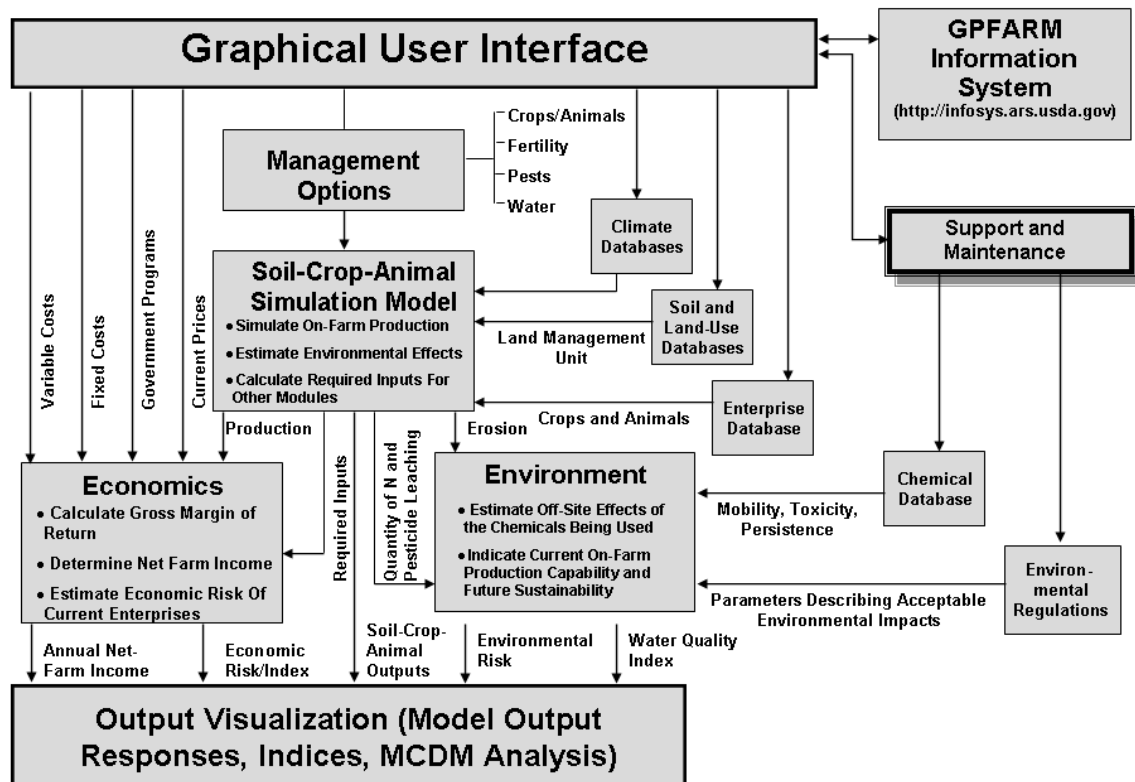 Graphical User Interface
GPFARM
Information
System
(http://infosys.ars.usda.gov)
Management
Options
Crops/Animals
Fertility
Pests
Water
Climate
Databases
Support and
Maintenance
Soil-Crop-Animal
Simulation Model
• Simulate On-Farm Production
• Estimate Environmental Effects
• Calculate Required Inputs For
Other Modules
Soil and
Land-Use
Databases
Land Management
Unit
Variable Costs
Fixed Costs
Government Programs
Current Prices
Production
Required Inputs
Quantity of N and
Pesticide Leaching
Erosion
Crops and Animals
Enterprise
Database
Economics
• Calculate Gross Margin of
Return
• Determine Net Farm Income
• Estimate Economic Risk Of
Current Enterprises
Environment
• Estimate Off-Site Effects of
the Chemicals Being Used
• Indicate Current On-Farm
Production Capability and
Future Sustainability
Chemical
Database
Mobility, Toxicity,
Persistence
Environ-
mental
Regulations
Parameters Describing Acceptable
Environmental Impacts
Annual Net-
Farm Income
Economic
Risk/Index
Soil-Crop-
Animal
Outputs
Environmental
Risk
Water Quality
Index
Output Visualization (Model Output
Responses, Indices, MCDM Analysis)